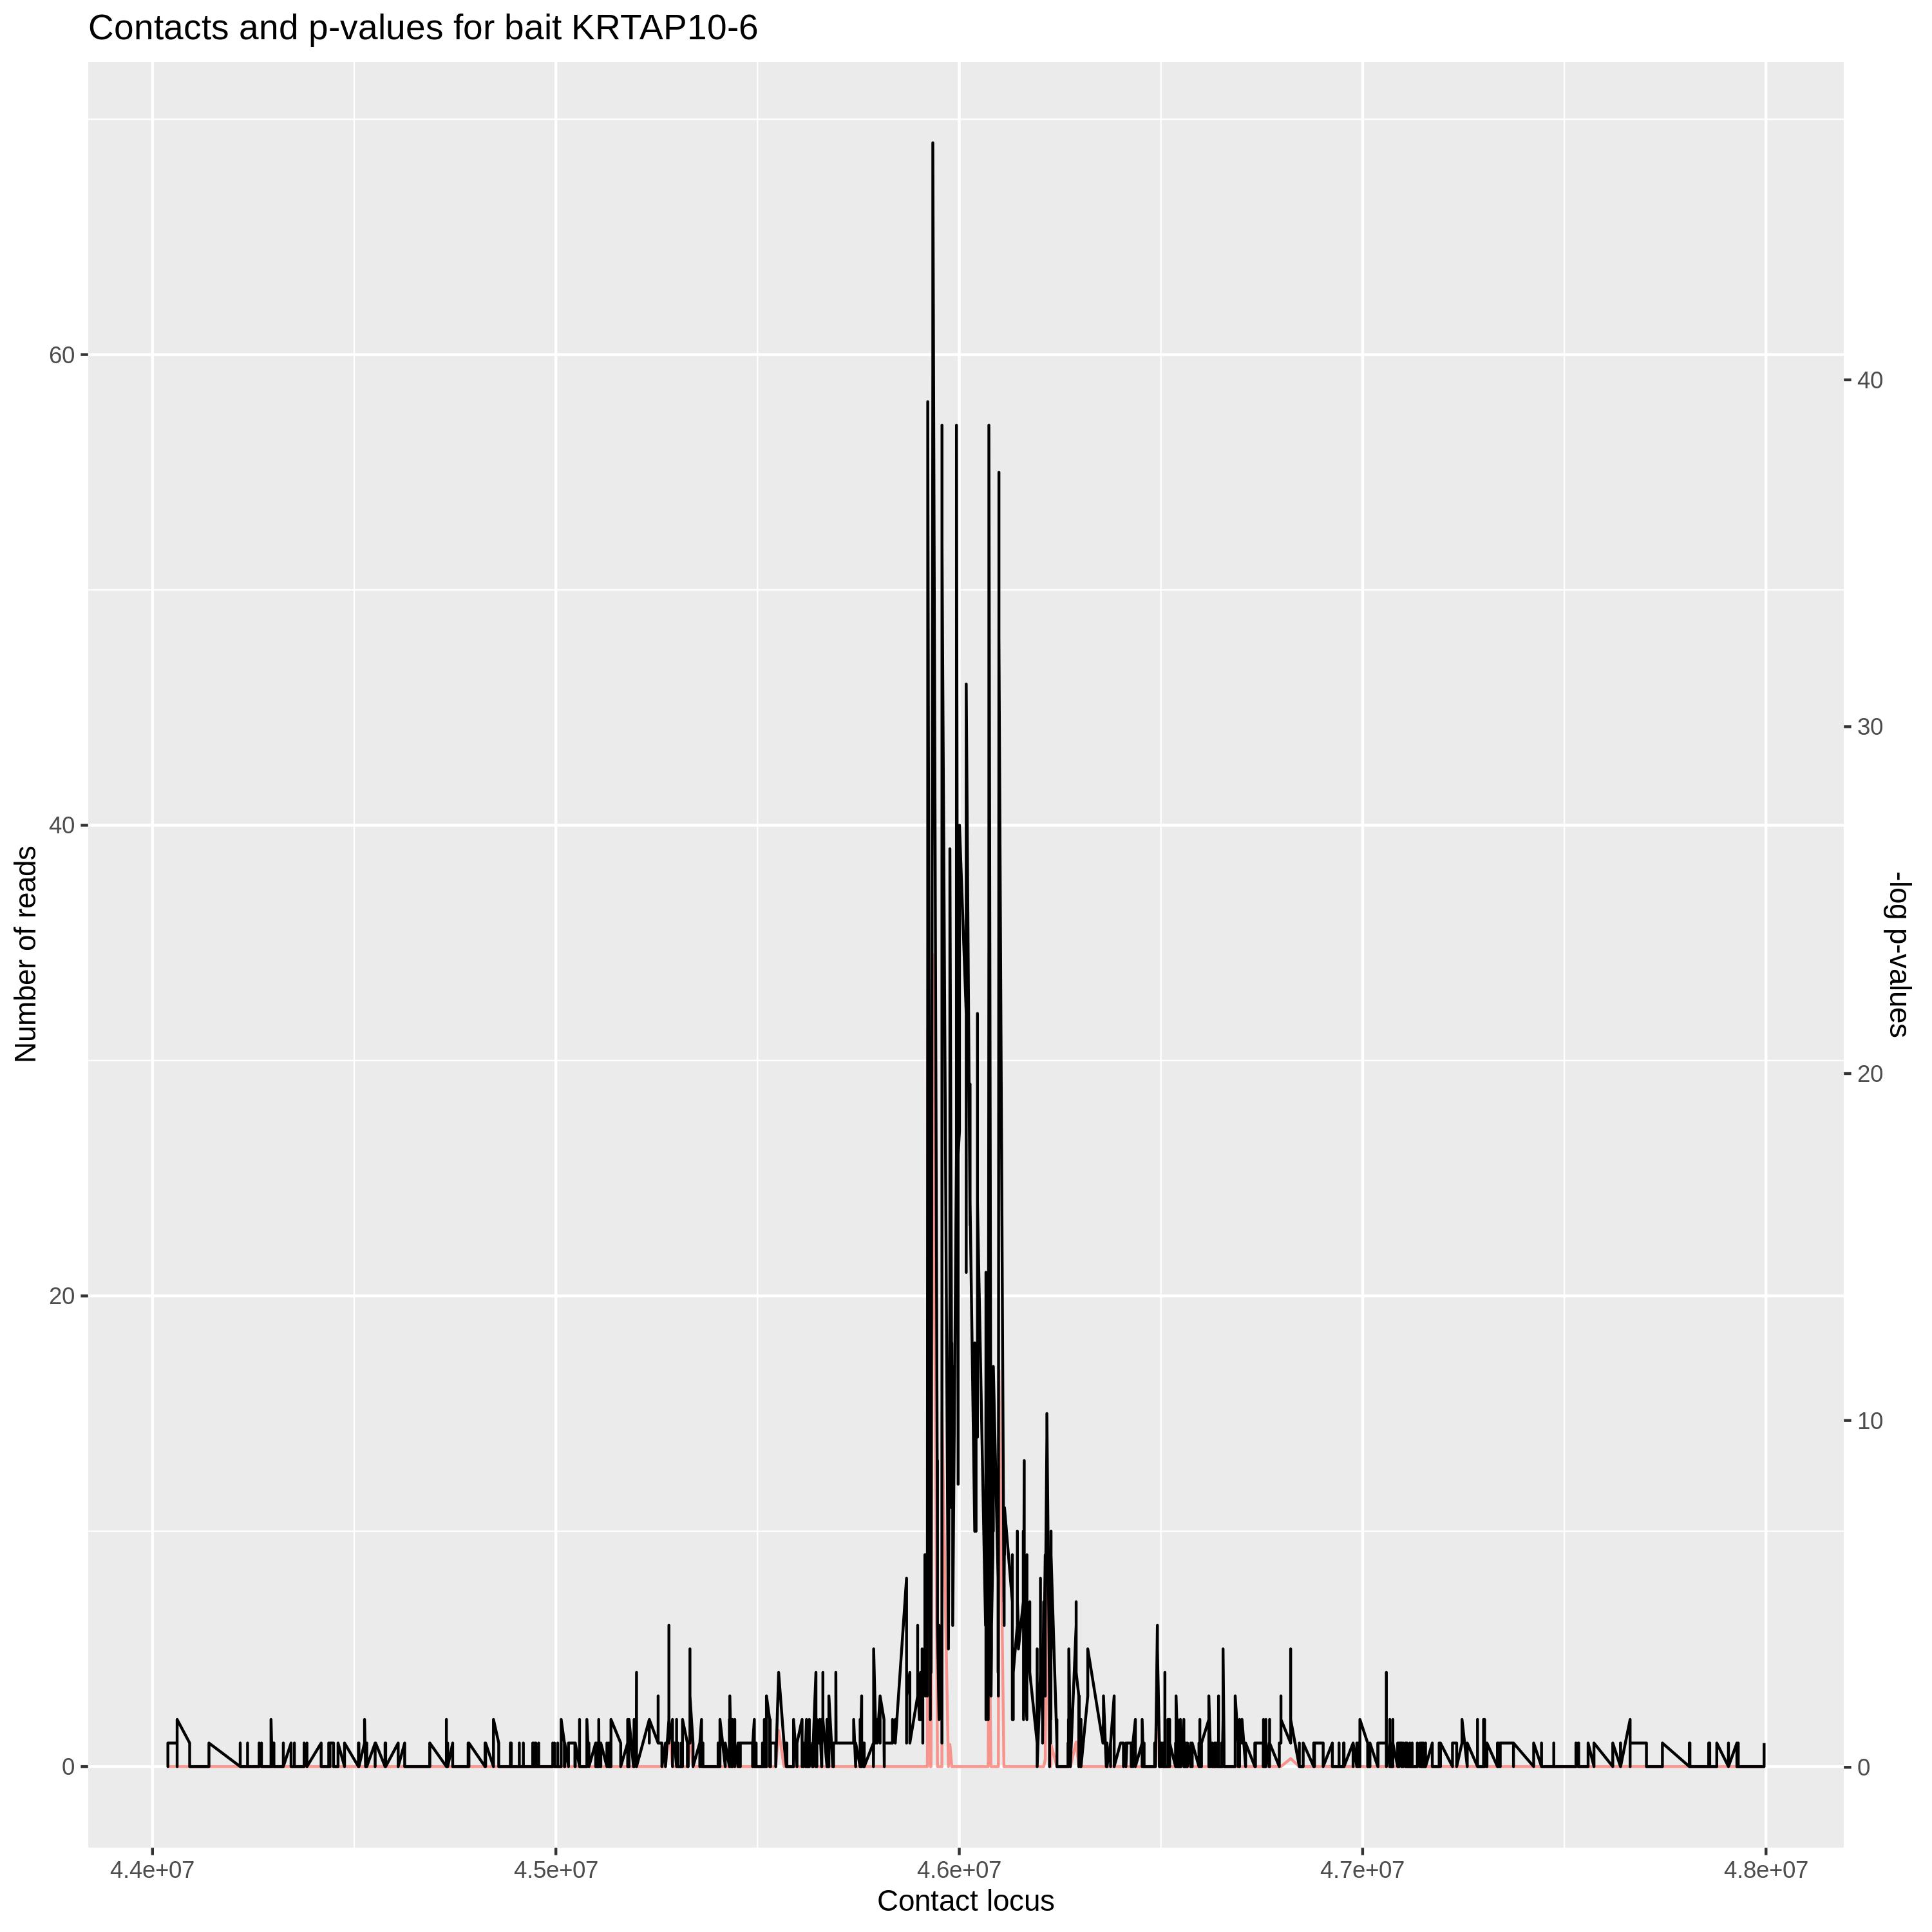 Contacts and p-values for bait KRTAP10-6
60
40
20
0
Number of reads
40
30
20
10
0
-log p-values
4.4e+07 4.5e+07 4.6e+07 4.7e+07 4.8e+07
Contact locus